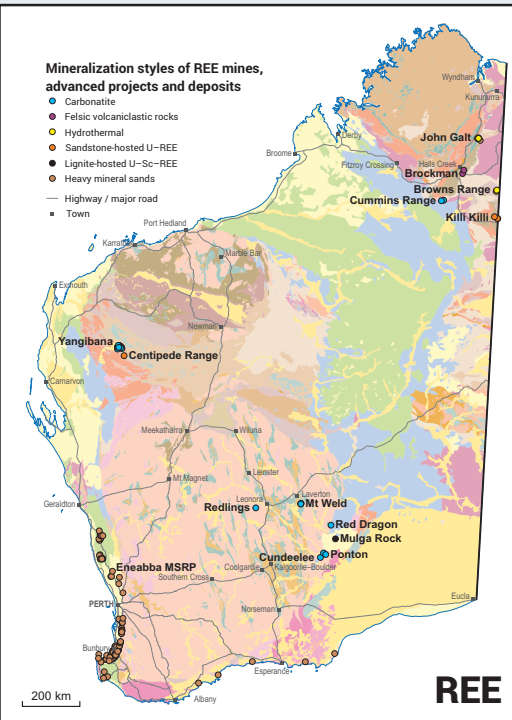 Mineralization styles of REE mines,
advanced projects and deposits
Carbonatite
Felsic volcaniclastic rocks
Hydrothermal
Sandstone-hosted U–REE
Lignite-hosted U–Sc–REE
Heavy mineral sands
Highway / major road
Town
Wyndham
Kununurra
John Galt
Derby
Broome
Fitzroy Crossing
Halls Creek
Brockman
Browns Range
Cummins Range
Killi Killi
Port Hedland
Karratha
Marble Bar
Exmouth
Newman
Yangibana
Centipede Range
Carnarvon
Meekatharra
Wiluna
Mt Magnet
Leinster
Leonora
Laverton
Geraldton
Redlings
Mt Weld
Red Dragon
Mulga Rock
Cundeelee
Ponton
Eneabba MSRP
Coolgardie
Kalgoorlie–Boulder
Southern Cross
PERTH
Norseman
Eucla
Bunbury
Esperance
Albany
200 km
REE